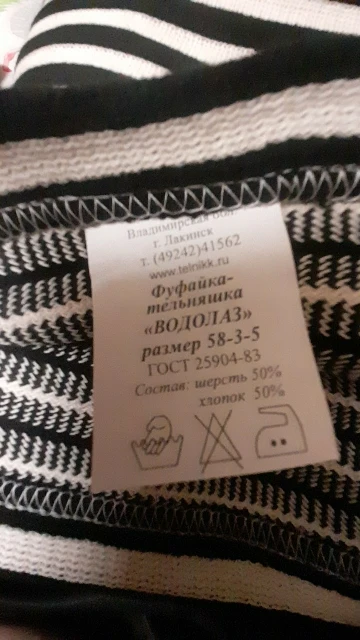 Владимирская обл.
г. Лакинск
т. (49242)41562
www.telnikk.ru
Фуфайка-
тельняшка
«ВОДОЛАЗ»
размер 58-3-5
ГОСТ 25904-83
Состав: шерсть 50%
хлопок 50%